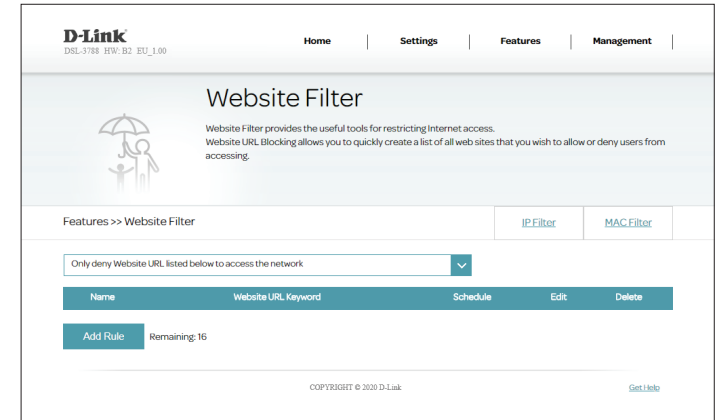 D-Link
DSL-3788 HW: B2 EU_1.00
Home Settings Features Management
Website Filter
Website Filter provides the useful tools for restricting Internet access.
Website URL Blocking allows you to quickly create a list of all web sites that you wish to allow or deny users from
accessing.
Features >> Website Filter
IP Filter MAC Filter
Only deny Website URL listed below to access the network
Name Website URL Keyword Schedule Edit Delete
Add Rule Remaining: 16
COPYRIGHT © 2020 D-Link Get Help